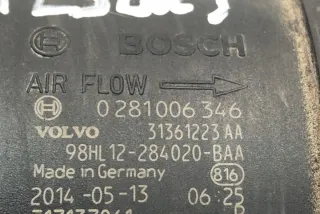 BOSCH
AIR FLOW
0 281 006 346
VOLVO 31361223 AA
98HL12-284020-BAA
Made in Germany 816
2014-05-13 06:25